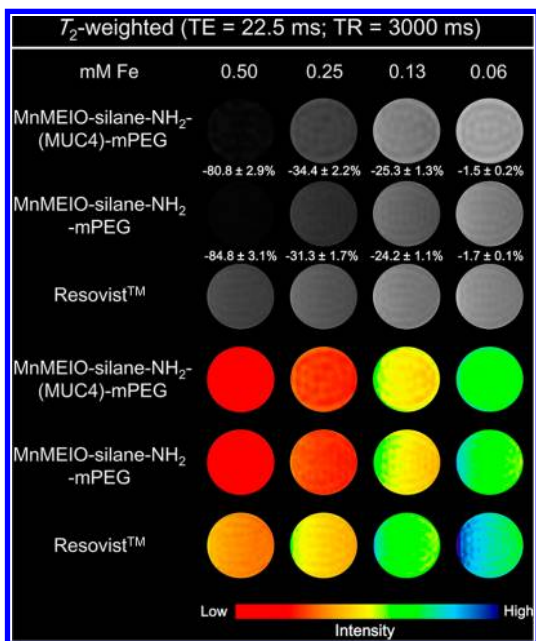 T₂-weighted (TE = 22.5 ms; TR = 3000 ms)
mM Fe 0.50 0.25 0.13 0.06
MnMEIO-silane-NH₂-
(MUC4)-mPEG
-80.8 ± 2.9% -34.4 ± 2.2% -25.3 ± 1.3% -1.5 ± 0.2%
MnMEIO-silane-NH₂
-mPEG
-84.8 ± 3.1% -31.3 ± 1.7% -24.2 ± 1.1% -1.7 ± 0.1%
Resovist™
MnMEIO-silane-NH₂-
(MUC4)-mPEG
MnMEIO-silane-NH₂
-mPEG
Resovist™
Low High
Intensity